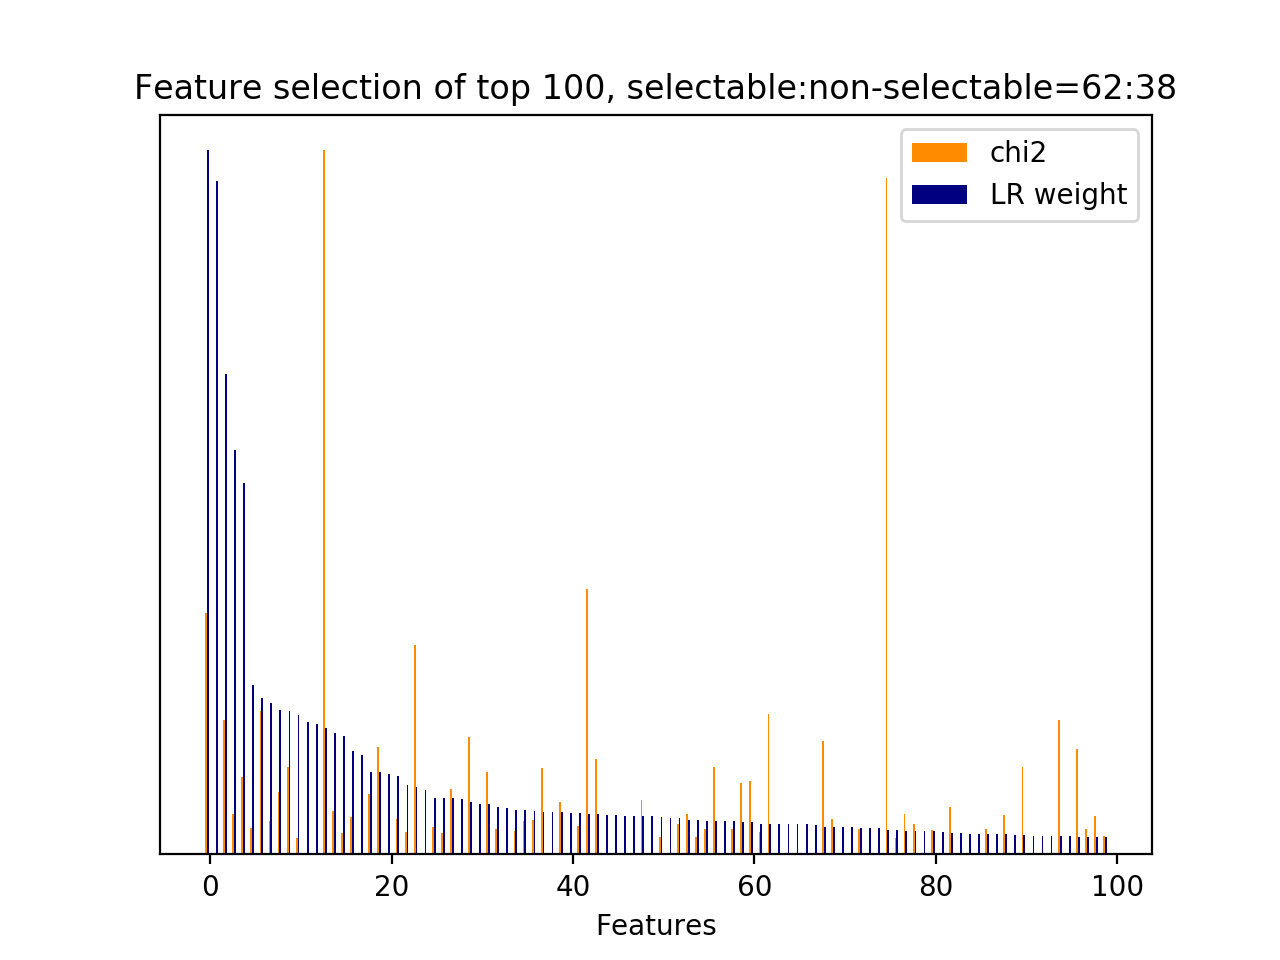 Feature selection of top 100, selectable:non-selectable=62:38
chi2
LR weight
0 20 40 60 80 100
Features